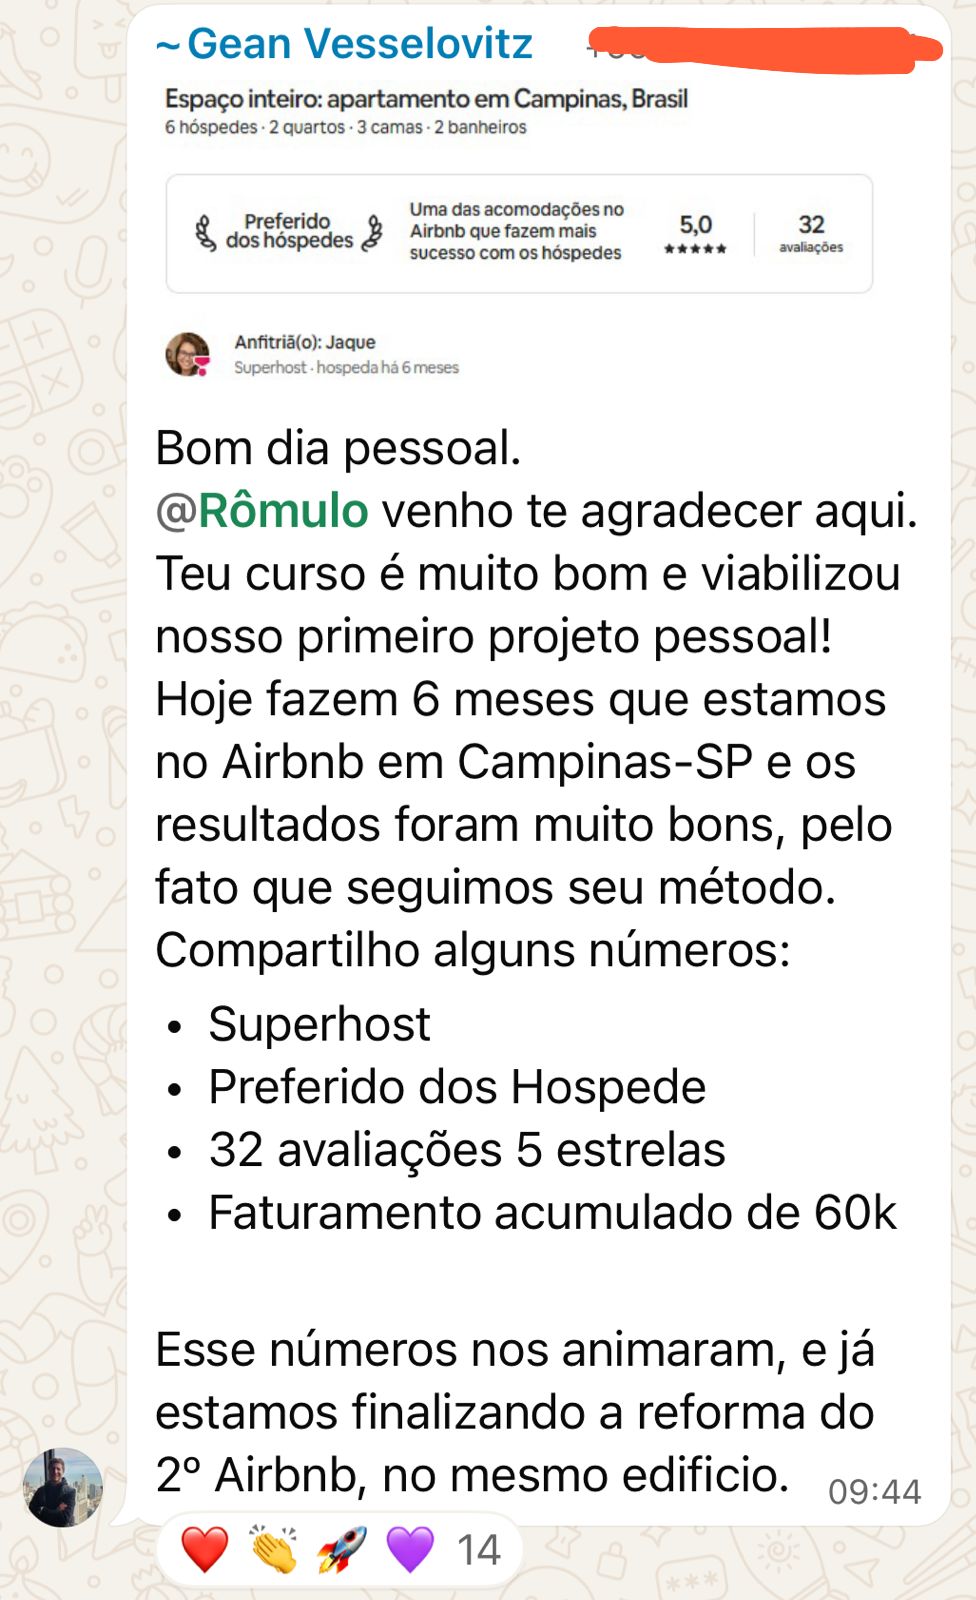 ~ Gean Vesselovitz
Espaço inteiro: apartamento em Campinas, Brasil
6 hóspedes · 2 quartos · 3 camas · 2 banheiros
Preferido
dos hóspedes
Uma das acomodações no
Airbnb que fazem mais
sucesso com os hóspedes
5,0
32
avaliações
Anfitriã(o): Jaque
Superhost · hospeda há 6 meses
Bom dia pessoal.
@Rômulo venho te agradecer aqui.
Teu curso é muito bom e viabilizou
nosso primeiro projeto pessoal!
Hoje fazem 6 meses que estamos
no Airbnb em Campinas-SP e os
resultados foram muito bons, pelo
fato que seguimos seu método.
Compartilho alguns números:
• Superhost
• Preferido dos Hospede
• 32 avaliações 5 estrelas
• Faturamento acumulado de 60k
Esse números nos animaram, e já
estamos finalizando a reforma do
2º Airbnb, no mesmo edificio.
09:44
14